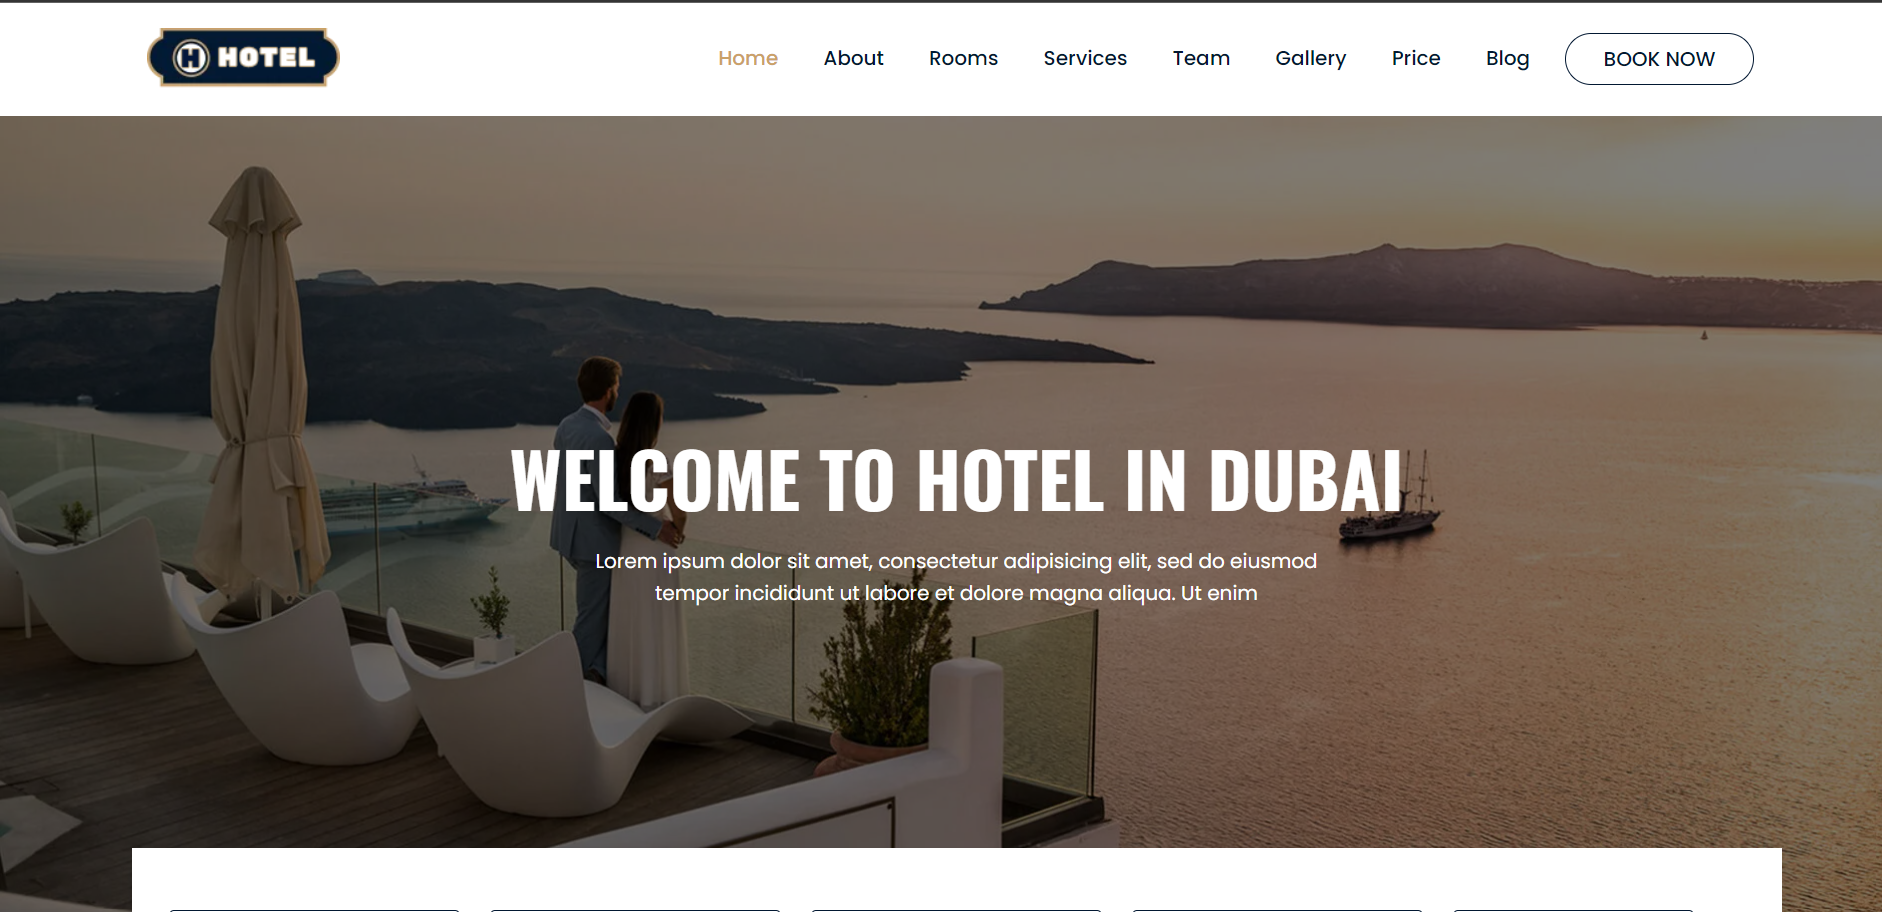 H HOTEL
Home About Rooms Services Team Gallery Price Blog BOOK NOW
WELCOME TO HOTEL IN DUBAI
Lorem ipsum dolor sit amet, consectetur adipisicing elit, sed do eiusmod
tempor incididunt ut labore et dolore magna aliqua. Ut enim